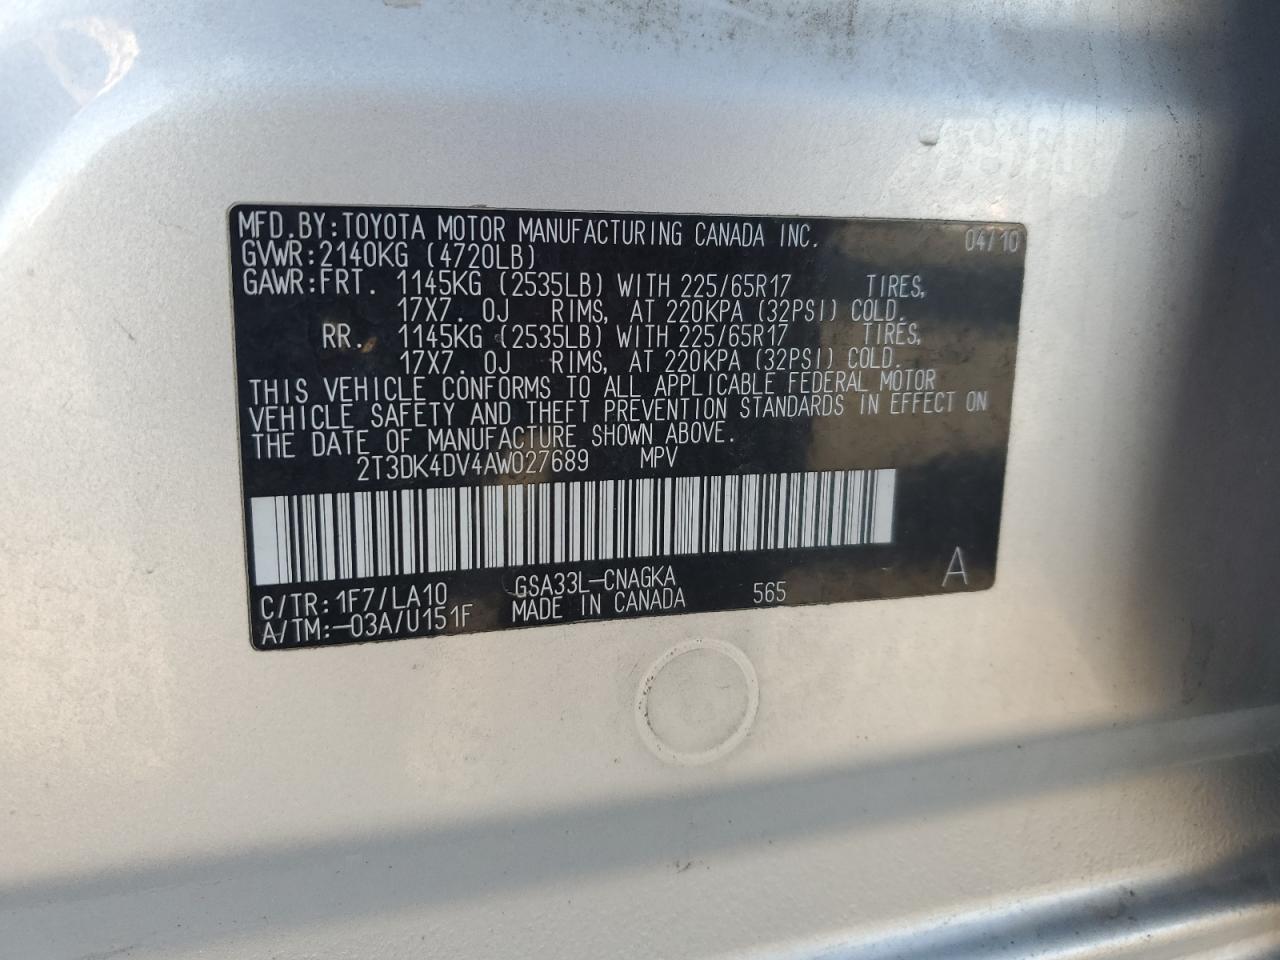 MFD.BY:TOYOTA MOTOR MANUFACTURING CANADA INC. 04/10
GVWR:2140KG (4720LB)
GAWR:FRT. 1145KG (2535LB) WITH 225/65R17 TIRES,
17X7.0J RIMS, AT 220KPA (32PSI) COLD.
RR. 1145KG (2535LB) WITH 225/65R17 TIRES,
17X7.0J RIMS, AT 220KPA (32PSI) COLD.
THIS VEHICLE CONFORMS TO ALL APPLICABLE FEDERAL MOTOR
VEHICLE SAFETY AND THEFT PREVENTION STANDARDS IN EFFECT ON
THE DATE OF MANUFACTURE SHOWN ABOVE.
2T3DK4DV4AW027689 MPV
C/TR:1F7/LA10 GSA33L-CNAGKA 565 A
A/TM:-03A/U151F MADE IN CANADA